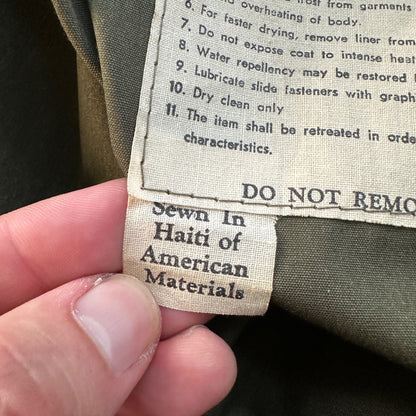 6. For faster drying, remove liner from
7. Do not expose coat to intense heat
8. Water repellency may be restored
9. Lubricate slide fasteners with graph
10. Dry clean only
11. The item shall be retreated in orde
characteristics.
DO NOT REMO
Sewn In
Haiti of
American
Materials